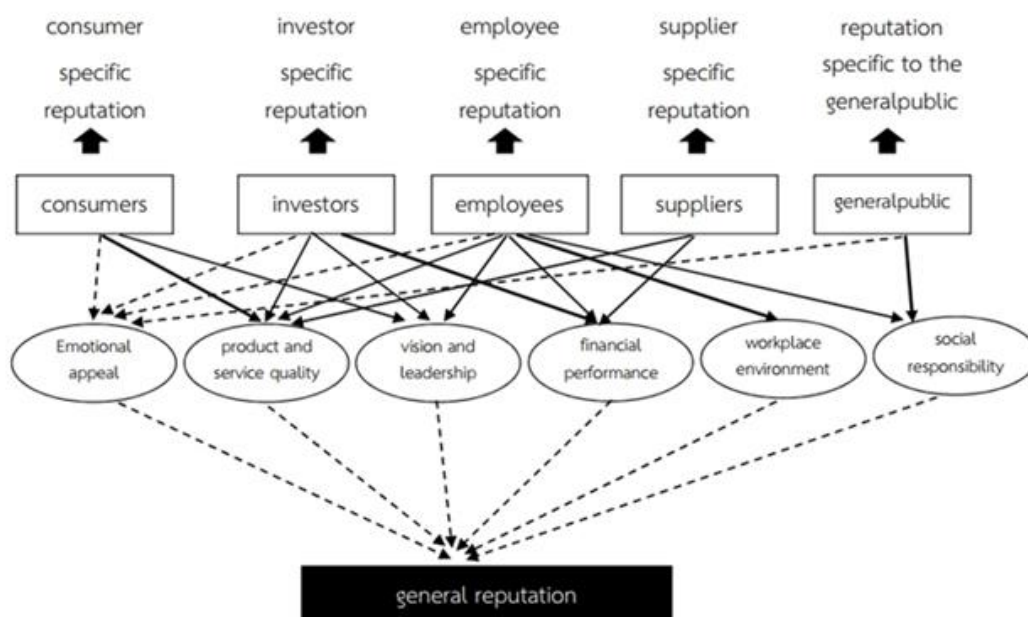 consumer
specific
reputation
investor
specific
reputation
employee
specific
reputation
supplier
specific
reputation
reputation
specific to the
generalpublic
consumers
investors
employees
suppliers
generalpublic
Emotional
appeal
product and
service quality
vision and
leadership
financial
performance
workplace
environment
social
responsibility
general reputation